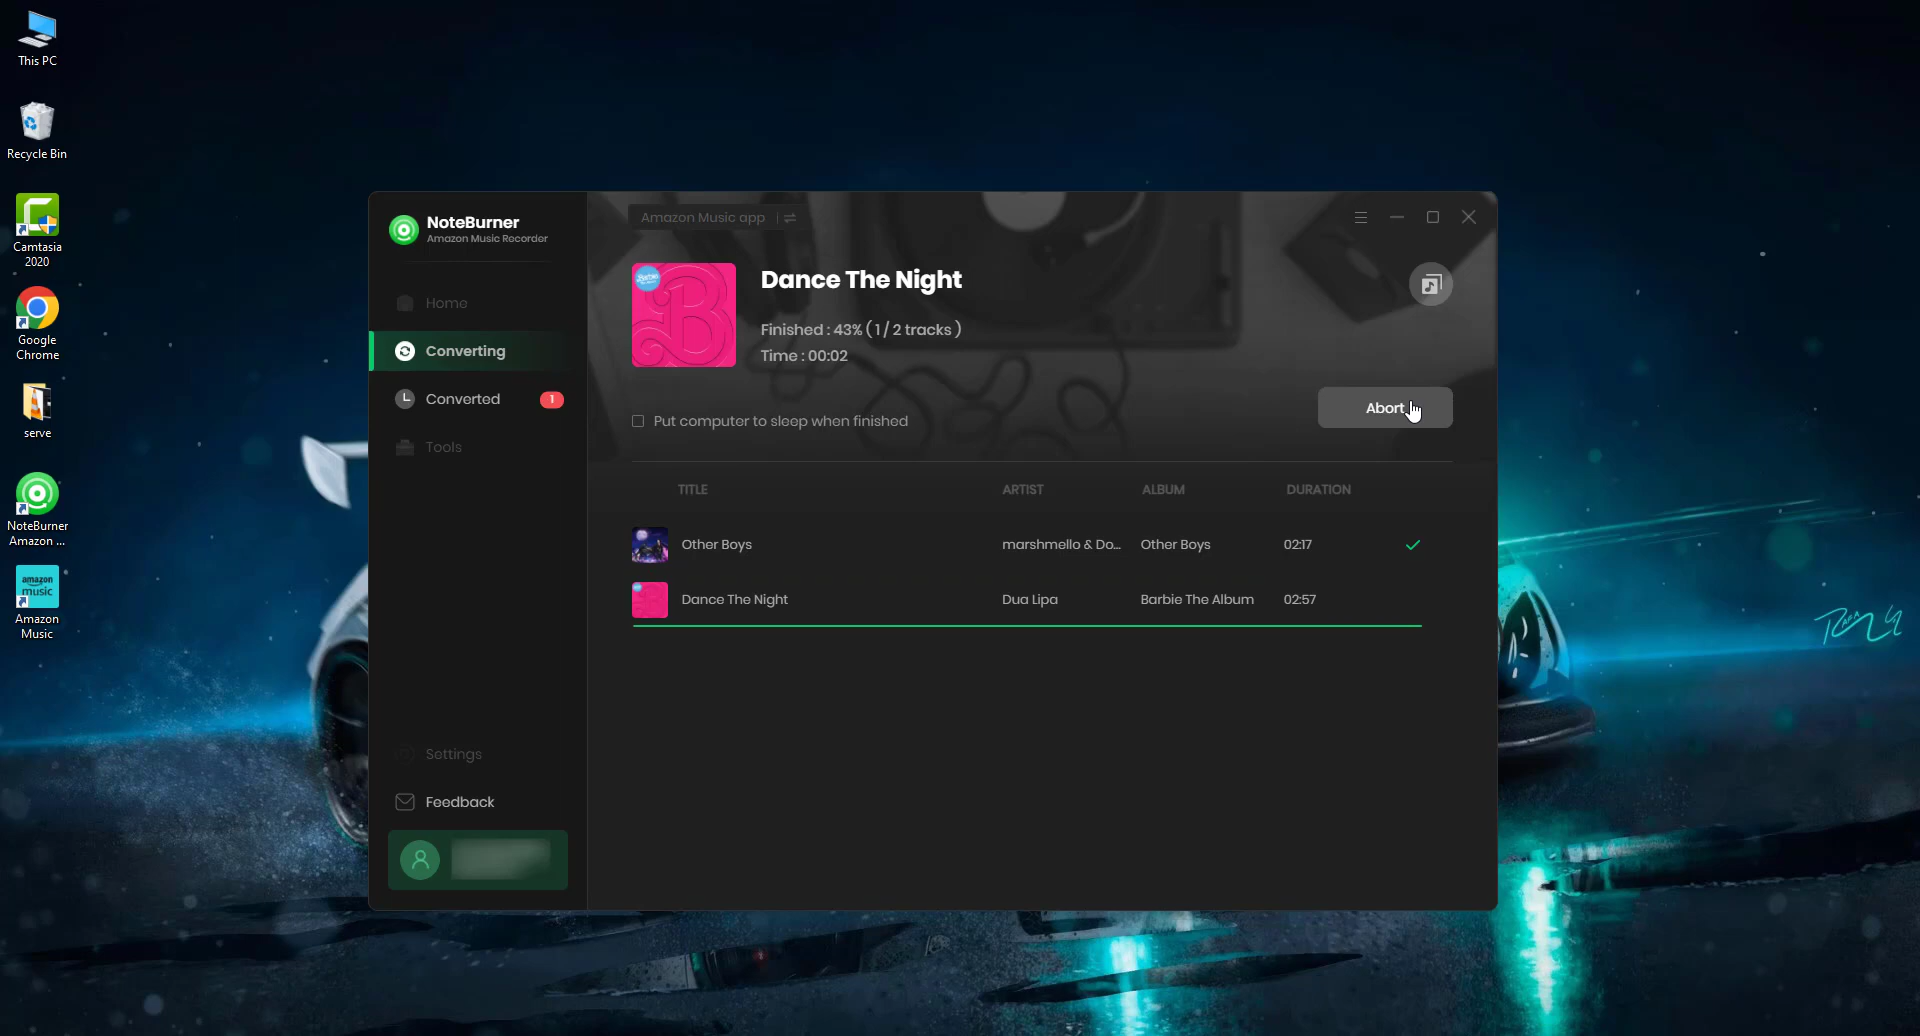 This PC
Recycle Bin
Camtasia
2020
Google
Chrome
serve
NoteBurner
Amazon ...
amazon
music
Amazon
Music
NoteBurner
Amazon Music Recorder
Home
Converting
Converted 1
Tools
Settings
Feedback
Amazon Music app
Dance The Night
Finished : 43% ( 1 / 2 tracks )
Time : 00:02
Put computer to sleep when finished
Abort
TITLE ARTIST ALBUM DURATION
Other Boys marshmello & Do... Other Boys 02:17
Dance The Night Dua Lipa Barbie The Album 02:57